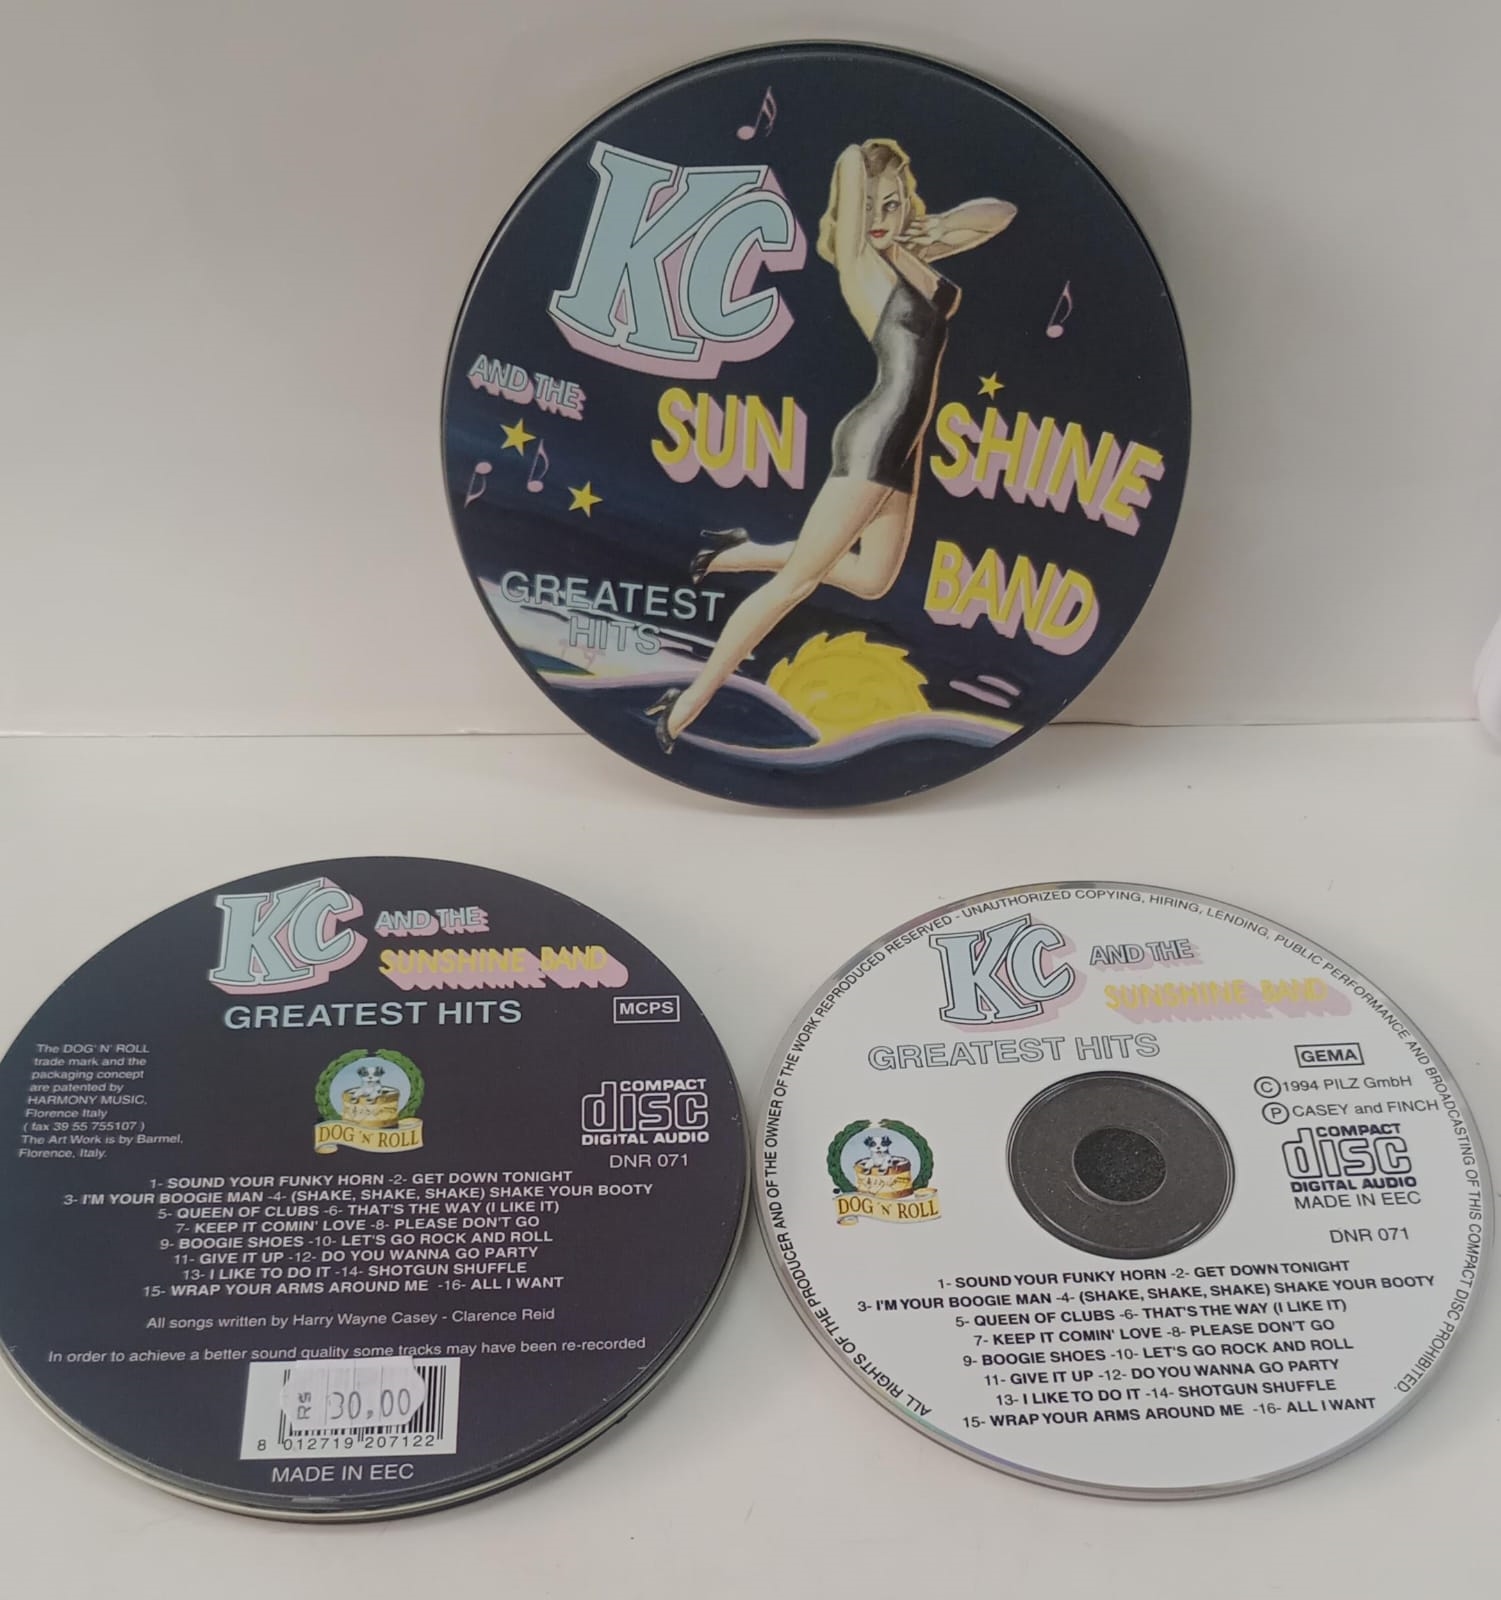 KC
AND THE
SUN SHINE
BAND
GREATEST
HITS
KC AND THE
SUNSHINE BAND
GREATEST HITS
MCPS
The DOG' N' ROLL
trade mark and the
packaging concept
are patented by
HARMONY MUSIC,
Florence Italy
( fax 39 55 755107 )
The Art Work is by Barmel,
Florence, Italy.
DOG 'N' ROLL
COMPACT
disc
DIGITAL AUDIO
DNR 071
1- SOUND YOUR FUNKY HORN -2- GET DOWN TONIGHT
3- I'M YOUR BOOGIE MAN -4- (SHAKE, SHAKE, SHAKE) SHAKE YOUR BOOTY
5- QUEEN OF CLUBS -6- THAT'S THE WAY (I LIKE IT)
7- KEEP IT COMIN' LOVE -8- PLEASE DON'T GO
9- BOOGIE SHOES -10- LET'S GO ROCK AND ROLL
11- GIVE IT UP -12- DO YOU WANNA GO PARTY
13- I LIKE TO DO IT -14- SHOTGUN SHUFFLE
15- WRAP YOUR ARMS AROUND ME -16- ALL I WANT
All songs written by Harry Wayne Casey - Clarence Reid
In order to achieve a better sound quality some tracks may have been re-recorded
R$ 30,00
8 012719 207122
MADE IN EEC
ALL RIGHTS OF THE PRODUCER AND OF THE OWNER OF THE WORK REPRODUCED RESERVED - UNAUTHORIZED COPYING, HIRING, LENDING, PUBLIC PERFORMANCE AND BROADCASTING OF THIS COMPACT DISC PROHIBITED.
KC AND THE
SUNSHINE BAND
GREATEST HITS
GEMA
©1994 PILZ GmbH
℗ CASEY and FINCH
COMPACT
disc
DIGITAL AUDIO
MADE IN EEC
DOG 'N' ROLL
DNR 071
1- SOUND YOUR FUNKY HORN -2- GET DOWN TONIGHT
3- I'M YOUR BOOGIE MAN -4- (SHAKE, SHAKE, SHAKE) SHAKE YOUR BOOTY
5- QUEEN OF CLUBS -6- THAT'S THE WAY (I LIKE IT)
7- KEEP IT COMIN' LOVE -8- PLEASE DON'T GO
9- BOOGIE SHOES -10- LET'S GO ROCK AND ROLL
11- GIVE IT UP -12- DO YOU WANNA GO PARTY
13- I LIKE TO DO IT -14- SHOTGUN SHUFFLE
15- WRAP YOUR ARMS AROUND ME -16- ALL I WANT